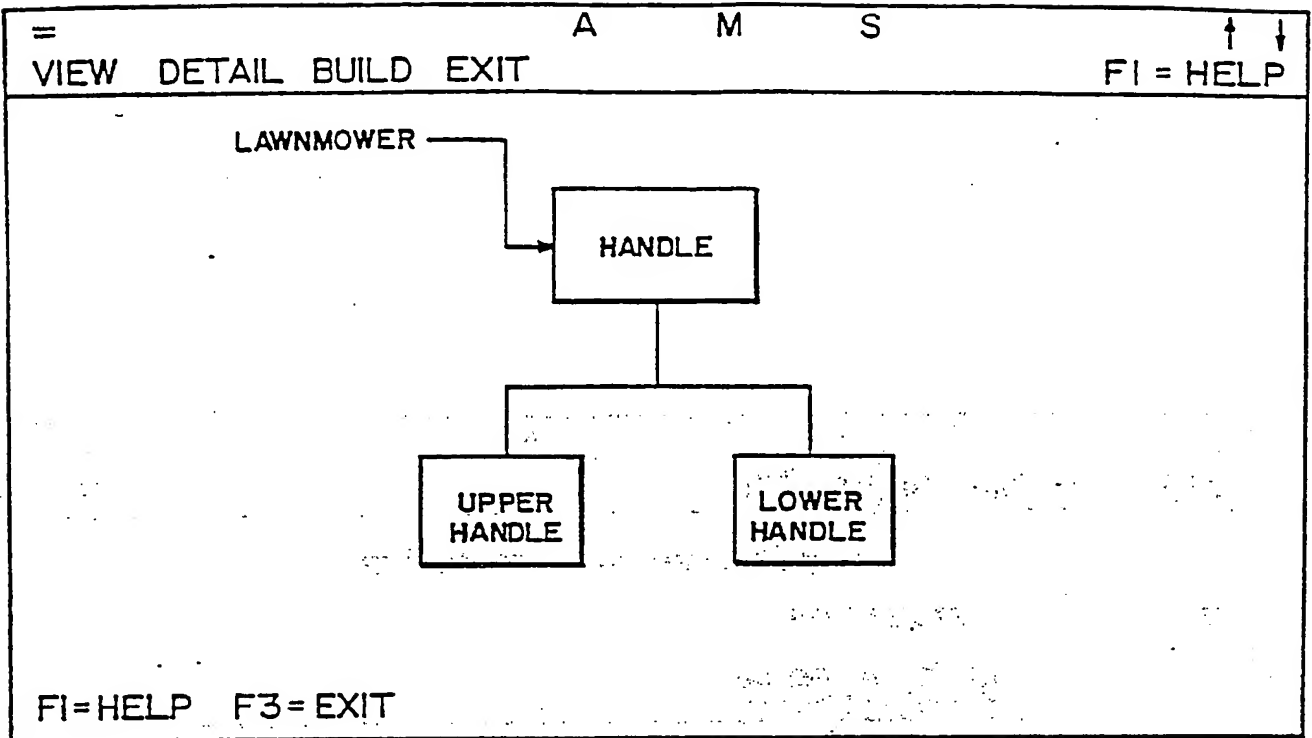 = A M S ↑ ↓
VIEW DETAIL BUILD EXIT F1 = HELP
LAWNMOWER
HANDLE
UPPER
HANDLE
LOWER
HANDLE
F1=HELP F3=EXIT